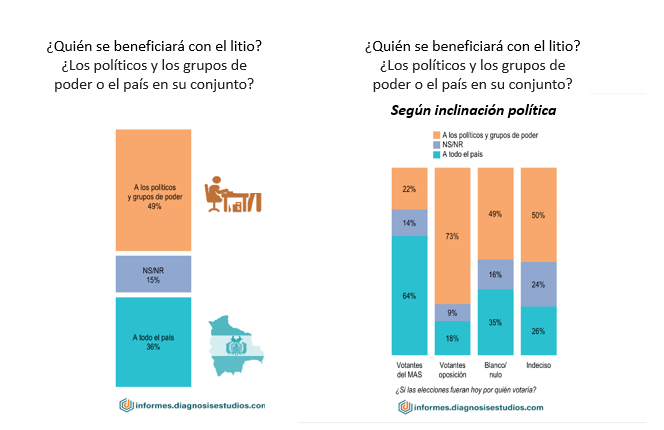 ¿Quién se beneficiará con el litio?
¿Los políticos y los grupos de
poder o el país en su conjunto?
A los políticos
y grupos de poder
49%
NS/NR
15%
A todo el país
36%
informes.diagnosisestudios.com
¿Quién se beneficiará con el litio?
¿Los políticos y los grupos de
poder o el país en su conjunto?
Según inclinación política
A los políticos y grupos de poder
NS/NR
A todo el país
22% 73% 49% 50%
14% 9% 16% 24%
64% 18% 35% 26%
Votantes Votantes Blanco/ Indeciso
del MAS oposición nulo
¿Si las elecciones fueran hoy por quién votaría?
informes.diagnosisestudios.com